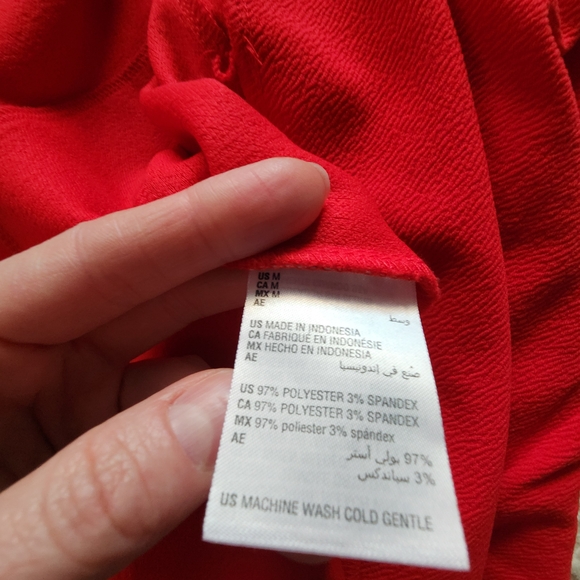 US M
CA M
MX M
AE
وسط
US MADE IN INDONESIA
CA FABRIQUÉ EN INDONÉSIE
MX HECHO EN INDONESIA
AE
صنع في إندونيسيا
US 97% POLYESTER 3% SPANDEX
CA 97% POLYESTER 3% SPANDEX
MX 97% poliester 3% spándex
AE
97% بولي أستر
3% سباندكس
US MACHINE WASH COLD GENTLE